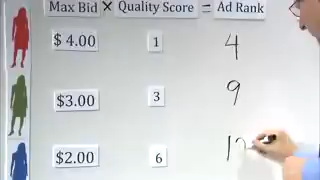 Max Bid × Quality Score = Ad Rank
$ 4.00 1 4
$3.00 3 9
$2.00 6